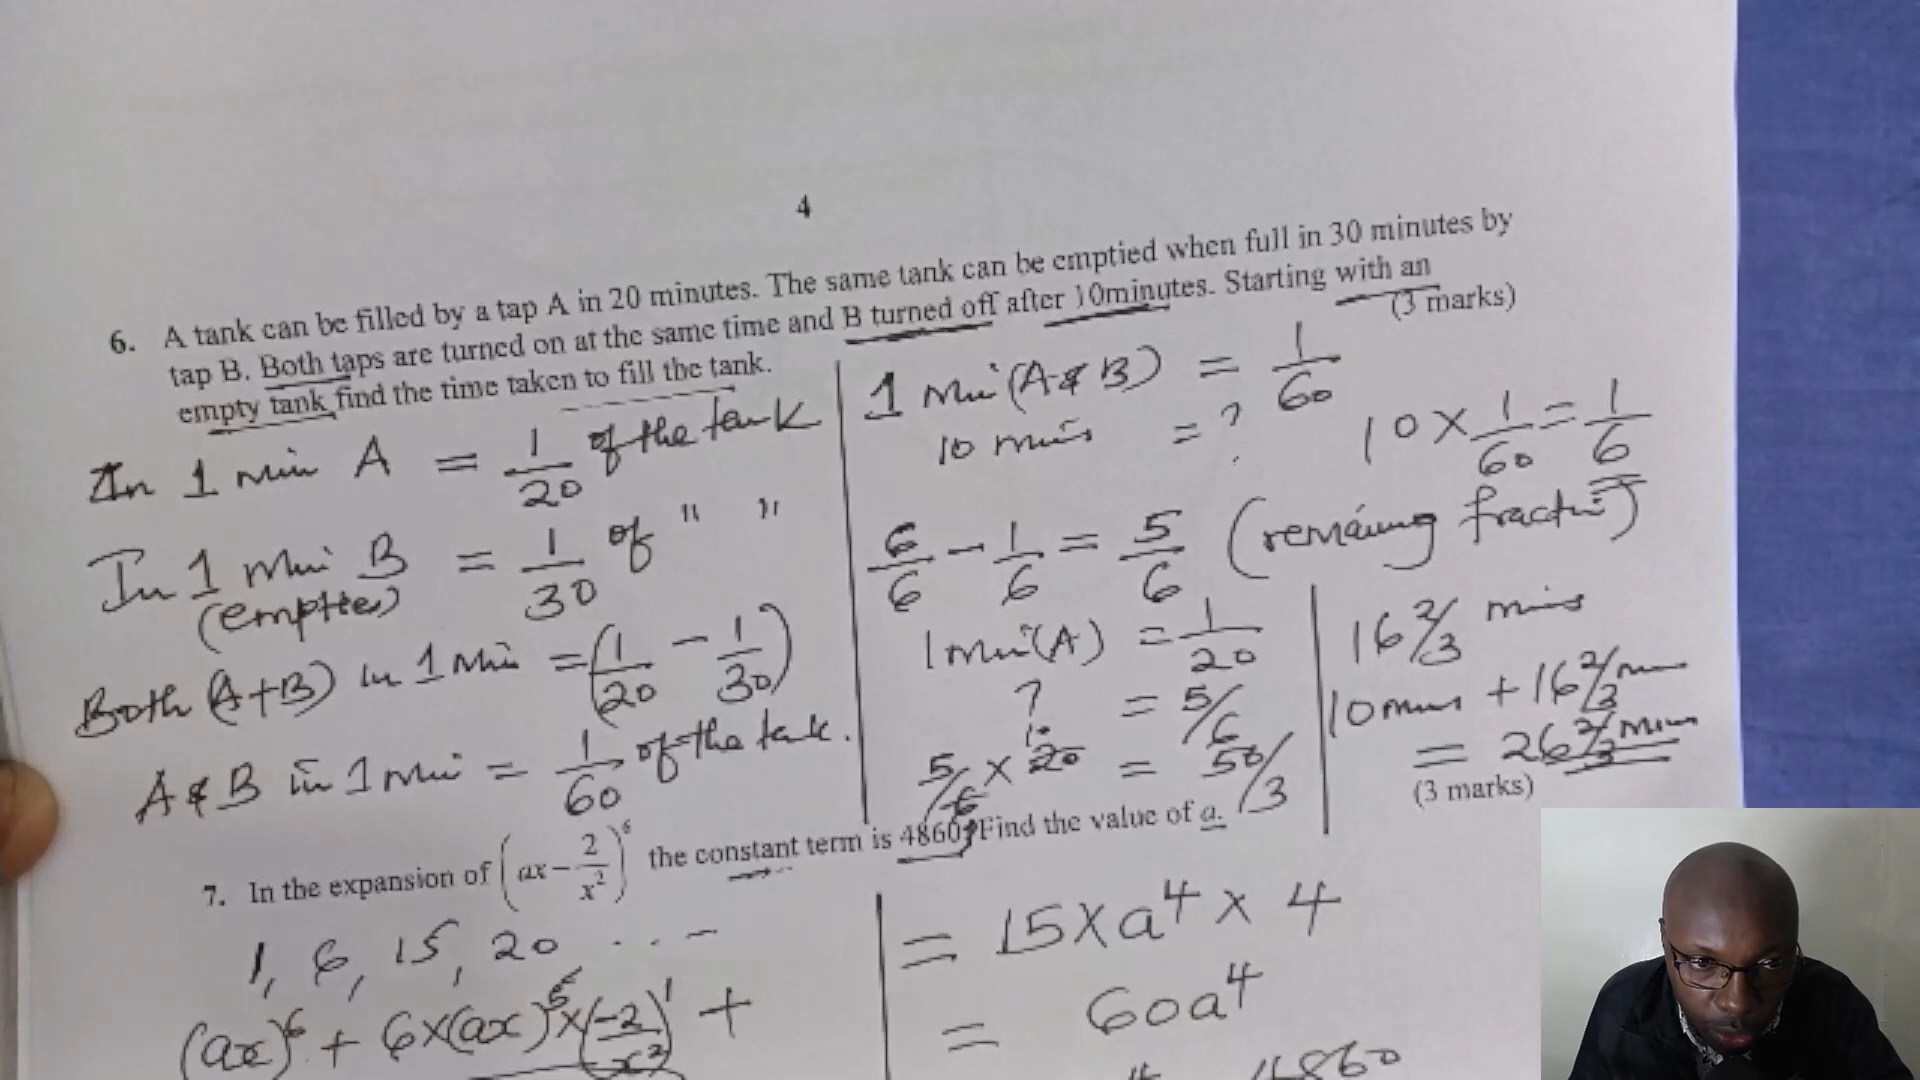 4
6. A tank can be filled by a tap A in 20 minutes. The same tank can be emptied when full in 30 minutes by
tap B. Both taps are turned on at the same time and B turned off after 10minutes. Starting with an
empty tank find the time taken to fill the tank. (3 marks)
In 1 min A = 1/20 of the tank
In 1 min B = 1/30 of " "
(empties)
Both (A+B) in 1 min = (1/20 - 1/30)
A & B in 1 min = 1/60 of the tank.
1 min (A & B) = 1/60
10 mins = ? 10 × 1/60 = 1/6
6/6 - 1/6 = 5/6 (remaining fraction)
1 min (A) = 1/20
? = 5/6
5/6 × 20 10 = 50/3
16 2/3 mins
10 mins + 16 2/3 mins
= 26 2/3 mins
(3 marks)
7. In the expansion of (ax - 2/x²)⁶ the constant term is 4860. Find the value of a.
1, 6, 15, 20 ...
(ax)⁶ + 6×(ax)⁵×(-2/x²)¹ +
= 15×a⁴× 4
= 60a⁴
4860